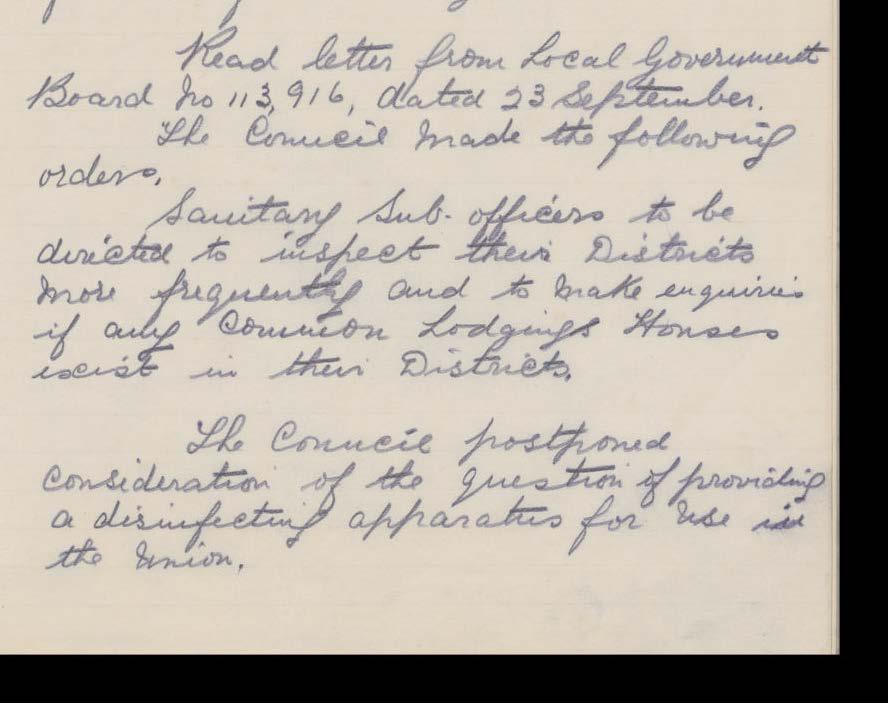 Read letter from Local Government
Board No 113,916, dated 23 September.
The Council made the following
orders.
Sanitary Sub-officers to be
directed to inspect their Districts
more frequently and to make enquiries
if any Common Lodgings Houses
exist in their Districts.
The Council postponed
consideration of the question of providing
a disinfecting apparatus for use in
the Union.